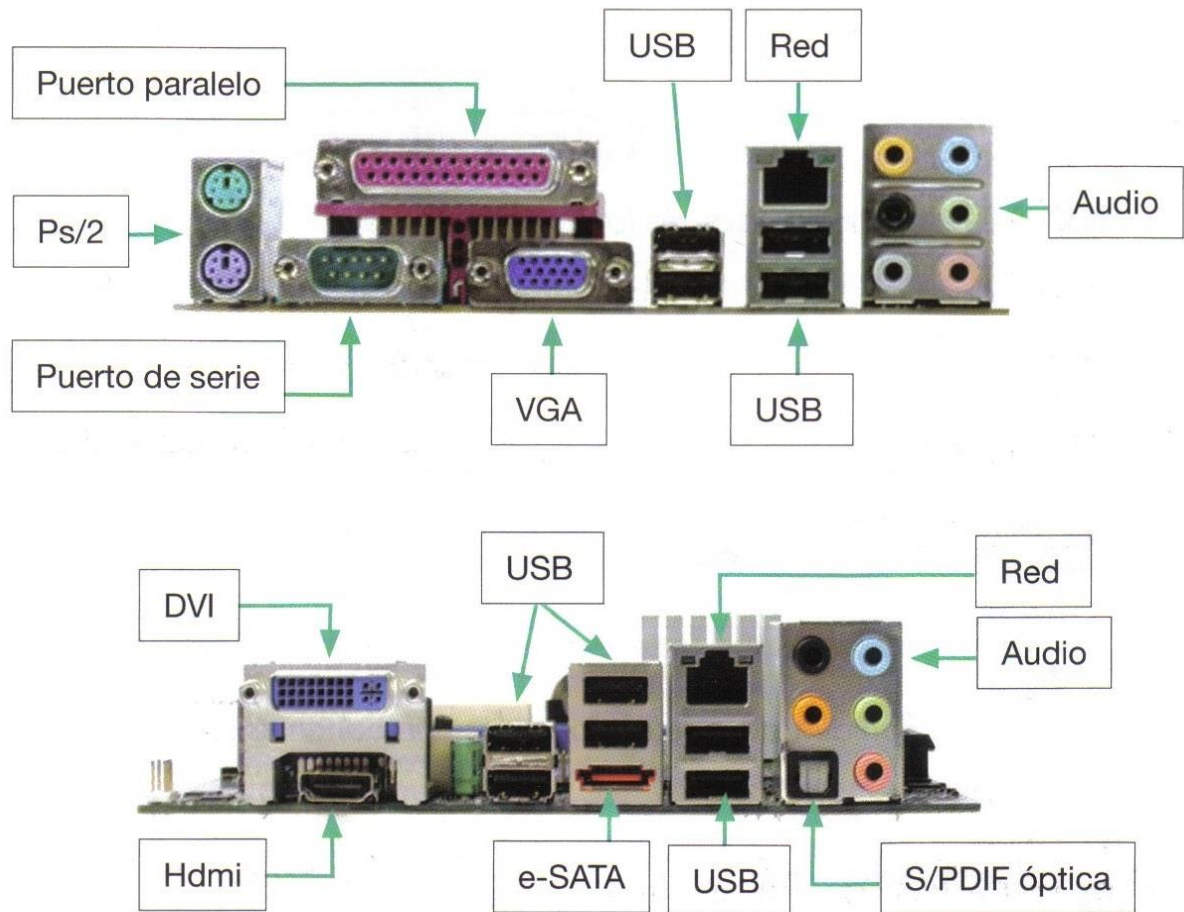 USB
Red
Puerto paralelo
Ps/2
Audio
Puerto de serie
VGA
USB
USB
Red
DVI
Audio
Hdmi
e-SATA
USB
S/PDIF óptica